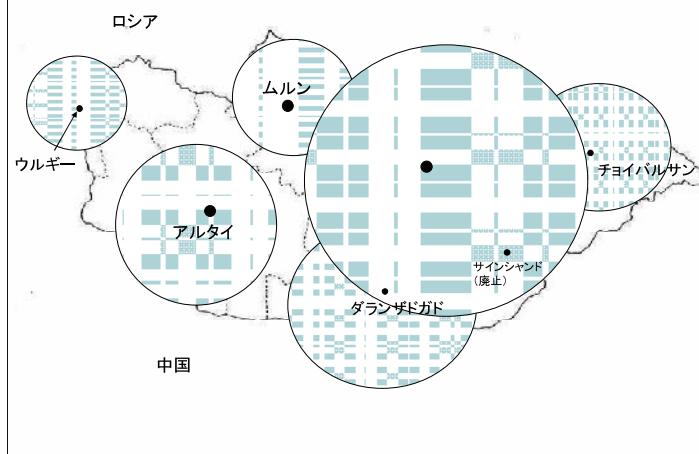 ロシア
ムルン
ウルギー
チョイバルサン
アルタイ
サインシャンド
（廃止）
ダランザドガド
中国